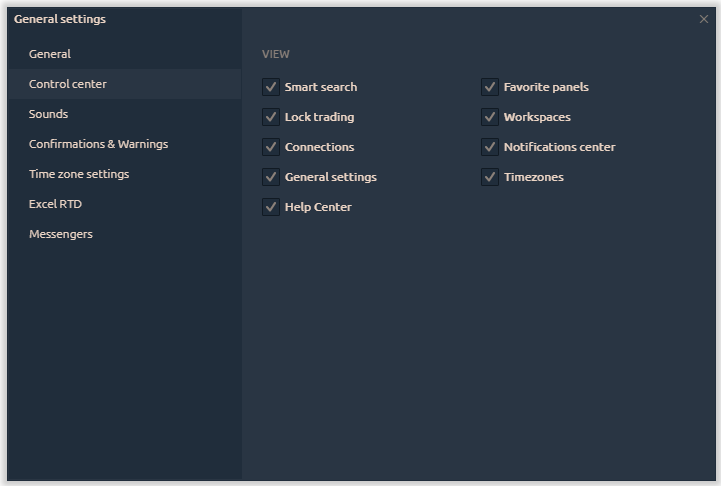 General settings
General
Control center
Sounds
Confirmations & Warnings
Time zone settings
Excel RTD
Messengers
VIEW
Smart search
Favorite panels
Lock trading
Workspaces
Connections
Notifications center
General settings
Timezones
Help Center